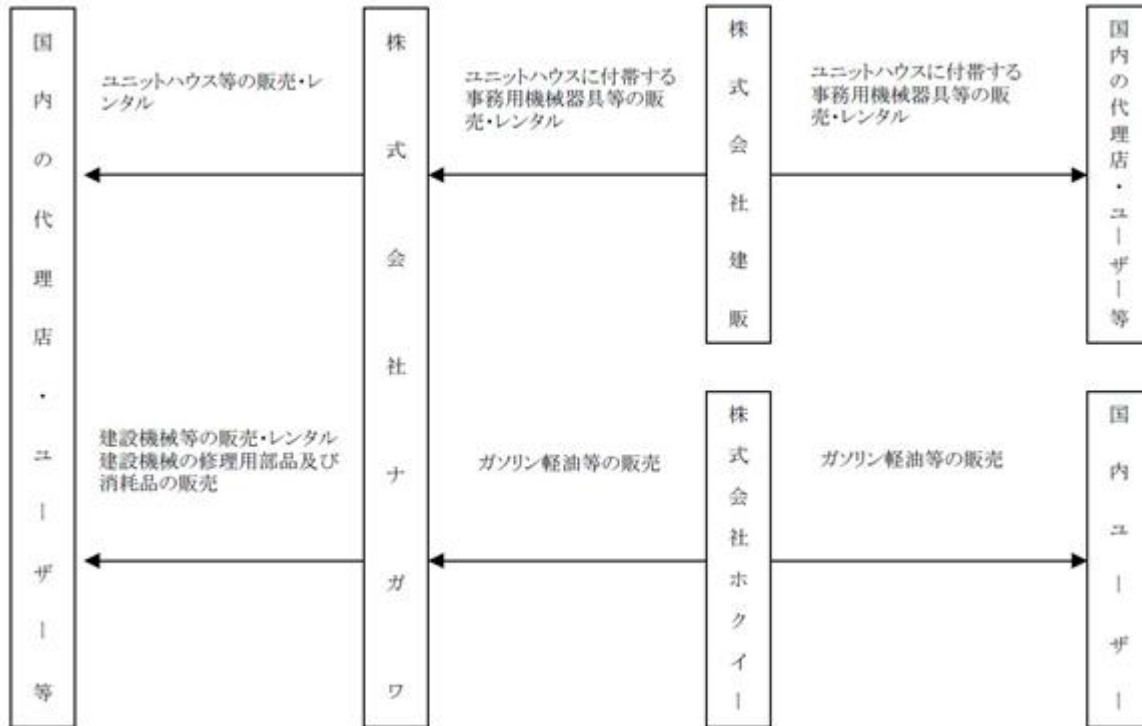 国内の代理店・ユーザー等
ユニットハウス等の販売・レ
ンタル
建設機械等の販売・レンタル
建設機械の修理用部品及び
消耗品の販売
株式会社ナガワ
ユニットハウスに付帯する
事務用機械器具等の販
売・レンタル
ガソリン軽油等の販売
株式会社建販
株式会社ホクイー
ユニットハウスに付帯する
事務用機械器具等の販
売・レンタル
ガソリン軽油等の販売
国内の代理店・ユーザー等
国内ユーザー